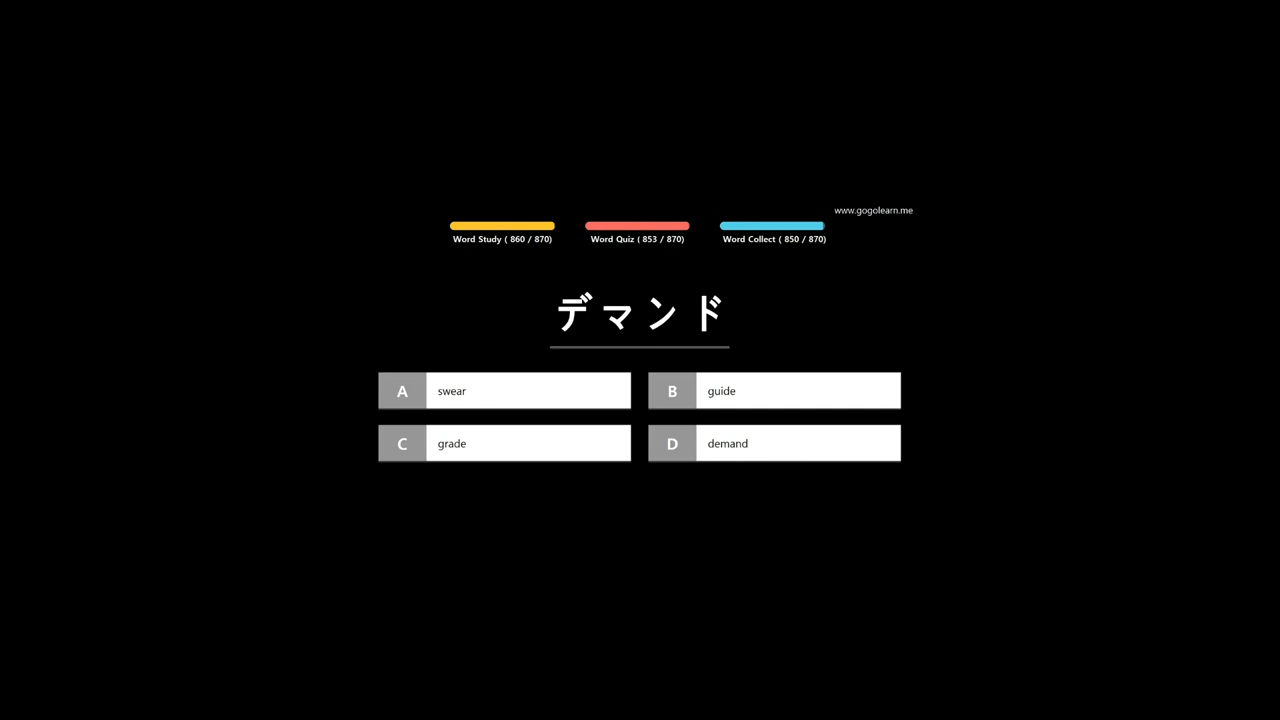 www.gogolearn.me
Word Study ( 860 / 870)
Word Quiz ( 853 / 870)
Word Collect ( 850 / 870)
デマンド
A swear
B guide
C grade
D demand